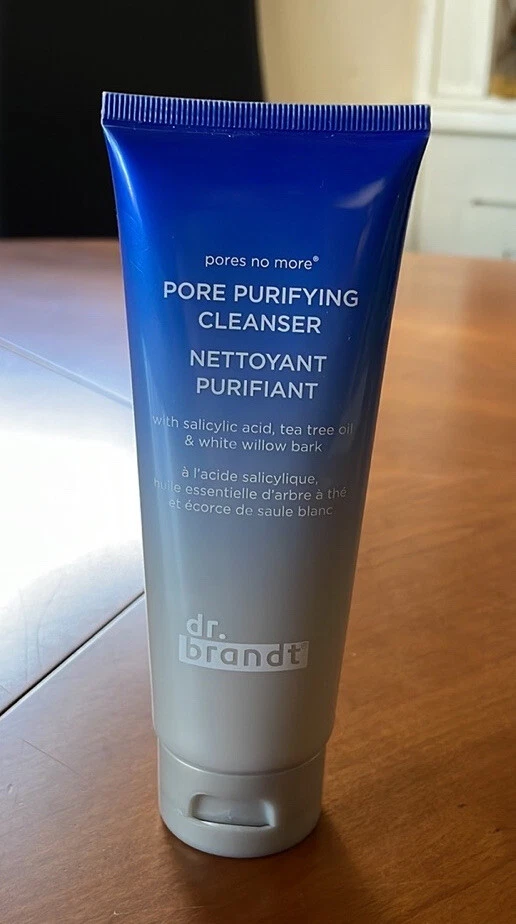 pores no more®
PORE PURIFYING
CLEANSER
NETTOYANT
PURIFIANT
with salicylic acid, tea tree oil
& white willow bark
à l'acide salicylique,
huile essentielle d'arbre à thé
et écorce de saule blanc
dr.
brandt®